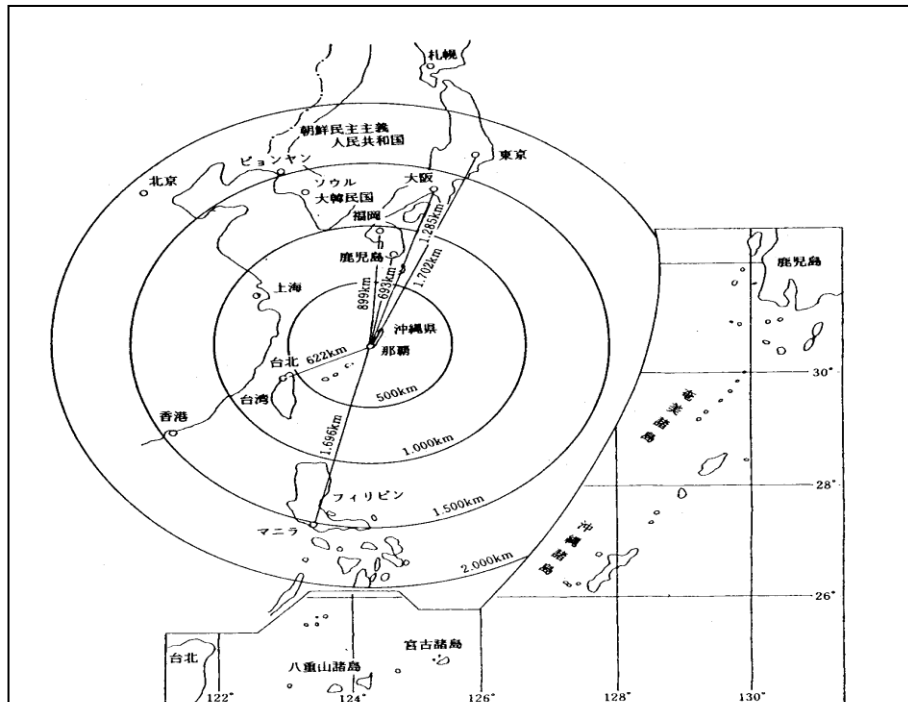 札幌
朝鮮民主主義
人民共和国
東京
ピョンヤン
北京
ソウル
大阪
大韓民国
福岡
1.285km
鹿児島
鹿児島
899km
693km
1.702km
上海
沖縄県
那覇
622km
台北
30°
台湾
500km
奄美諸島
香港
1.696km
1.000km
フィリピン
28°
1.500km
マニラ
沖縄諸島
2.000km
26°
宮古諸島
台北
八重山諸島
122°
124°
126°
128°
130°